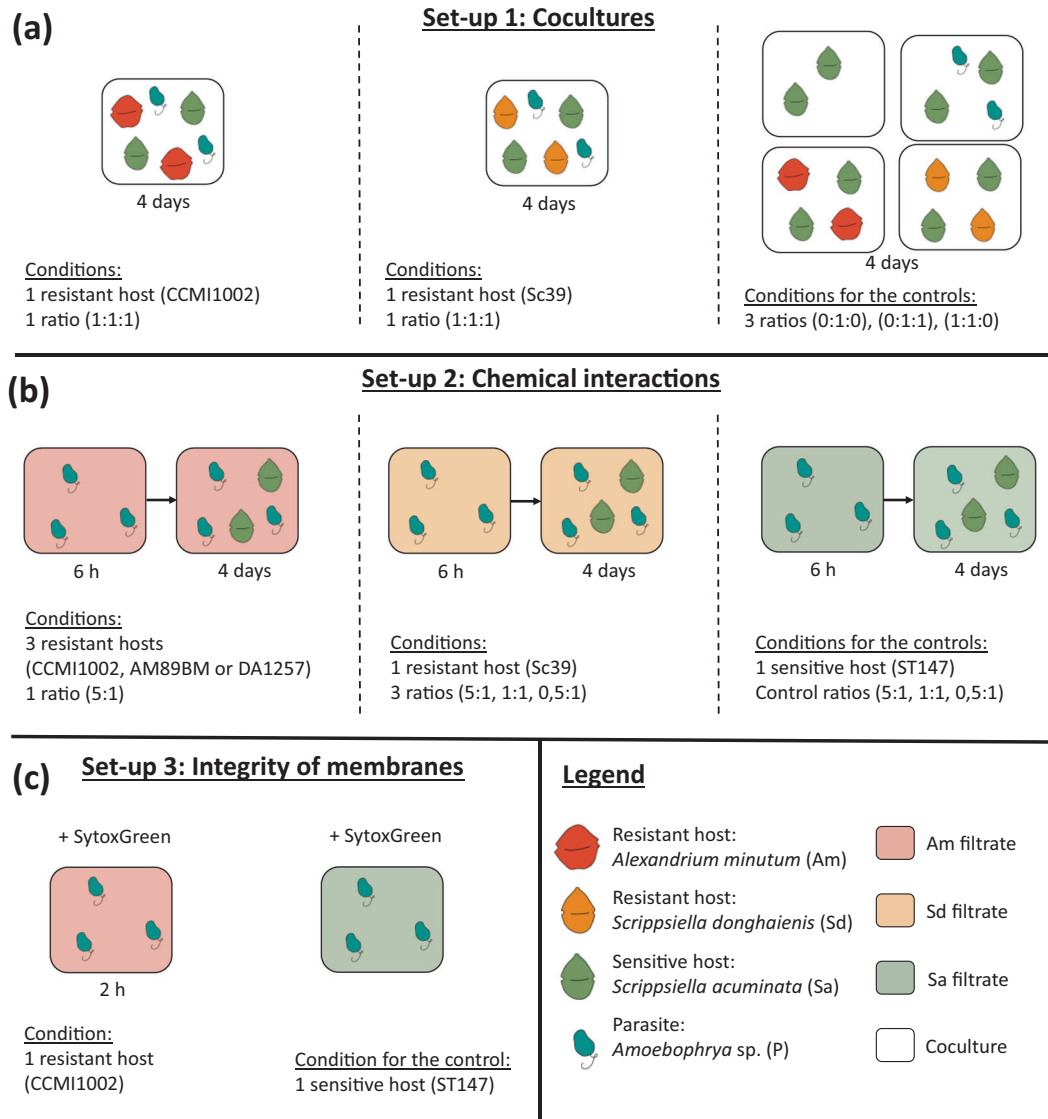 (a)
Set-up 1: Cocultures
4 days
Conditions:
1 resistant host (CCMI1002)
1 ratio (1:1:1)
4 days
Conditions:
1 resistant host (Sc39)
1 ratio (1:1:1)
4 days
Conditions for the controls:
3 ratios (0:1:0), (0:1:1), (1:1:0)
(b)
Set-up 2: Chemical interactions
6 h
4 days
Conditions:
3 resistant hosts
(CCMI1002, AM89BM or DA1257)
1 ratio (5:1)
6 h
4 days
Conditions:
1 resistant host (Sc39)
3 ratios (5:1, 1:1, 0,5:1)
6 h
4 days
Conditions for the controls:
1 sensitive host (ST147)
Control ratios (5:1, 1:1, 0,5:1)
(c)
Set-up 3: Integrity of membranes
+ SytoxGreen
2 h
Condition:
1 resistant host
(CCMI1002)
+ SytoxGreen
Condition for the control:
1 sensitive host (ST147)
Legend
Resistant host:
Alexandrium minutum (Am)
Resistant host:
Scrippsiella donghaienis (Sd)
Sensitive host:
Scrippsiella acuminata (Sa)
Parasite:
Amoebophrya sp. (P)
Am filtrate
Sd filtrate
Sa filtrate
Coculture